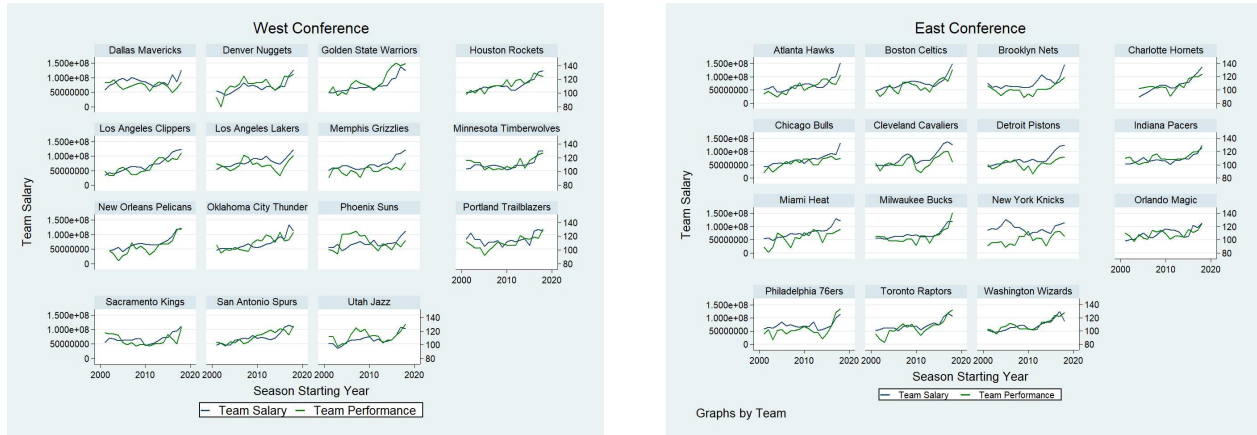 West Conference
Dallas Mavericks Denver Nuggets Golden State Warriors Houston Rockets
1.500e+08
1.000e+08
50000000
0
140
120
100
80
Los Angeles Clippers Los Angeles Lakers Memphis Grizzlies Minnesota Timberwolves
1.500e+08
1.000e+08
50000000
0
140
120
100
80
New Orleans Pelicans Oklahoma City Thunder Phoenix Suns Portland Trailblazers
1.500e+08
1.000e+08
50000000
0
140
120
100
80
2000 2010 2020
Sacramento Kings San Antonio Spurs Utah Jazz
1.500e+08
1.000e+08
50000000
0
140
120
100
80
2000 2010 2020 2000 2010 2020 2000 2010 2020
Team Salary
Season Starting Year
Team Salary Team Performance
East Conference
Atlanta Hawks Boston Celtics Brooklyn Nets Charlotte Hornets
1.500e+08
1.000e+08
50000000
0
140
120
100
80
Chicago Bulls Cleveland Cavaliers Detroit Pistons Indiana Pacers
1.500e+08
1.000e+08
50000000
0
140
120
100
80
Miami Heat Milwaukee Bucks New York Knicks Orlando Magic
1.500e+08
1.000e+08
50000000
0
140
120
100
80
2000 2010 2020
Philadelphia 76ers Toronto Raptors Washington Wizards
1.500e+08
1.000e+08
50000000
0
140
120
100
80
2000 2010 2020 2000 2010 2020 2000 2010 2020
Team Salary
Season Starting Year
Team Salary Team Performance
Graphs by Team